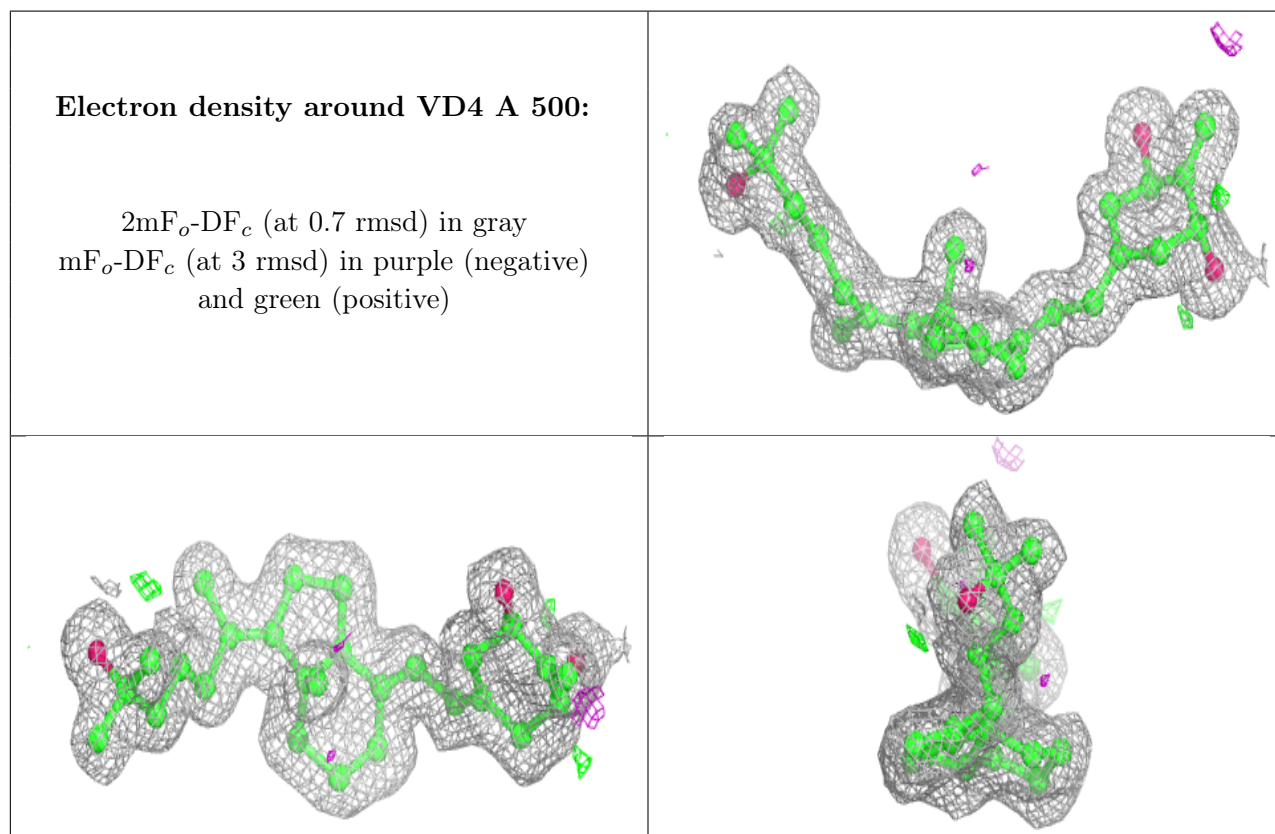 Electron density around VD4 A 500:
2mFₒ-DF𝒸 (at 0.7 rmsd) in gray
mFₒ-DF𝒸 (at 3 rmsd) in purple (negative)
and green (positive)